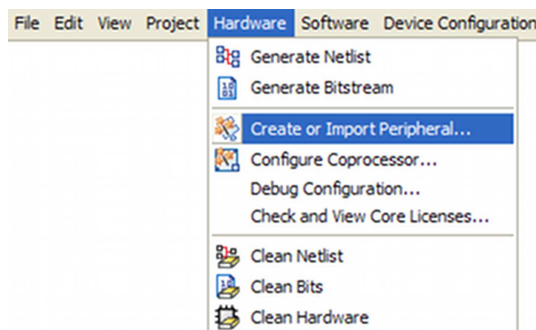 File Edit View Project Hardware Software Device Configuration
Generate Netlist
Generate Bitstream
Create or Import Peripheral...
Configure Coprocessor...
Debug Configuration...
Check and View Core Licenses...
Clean Netlist
Clean Bits
Clean Hardware